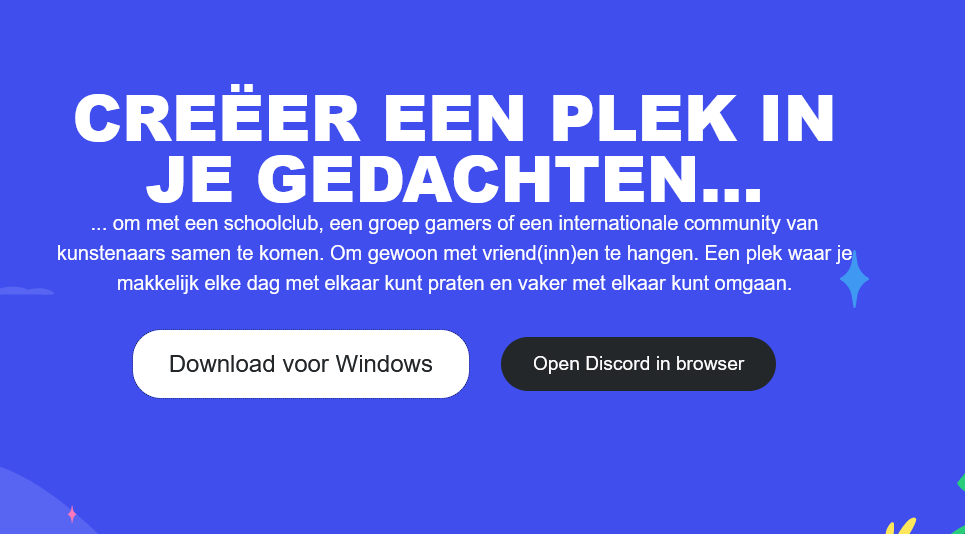 CREËER EEN PLEK IN
JE GEDACHTEN...
... om met een schoolclub, een groep gamers of een internationale community van
kunstenaars samen te komen. Om gewoon met vriend(inn)en te hangen. Een plek waar je
makkelijk elke dag met elkaar kunt praten en vaker met elkaar kunt omgaan.
Download voor Windows
Open Discord in browser